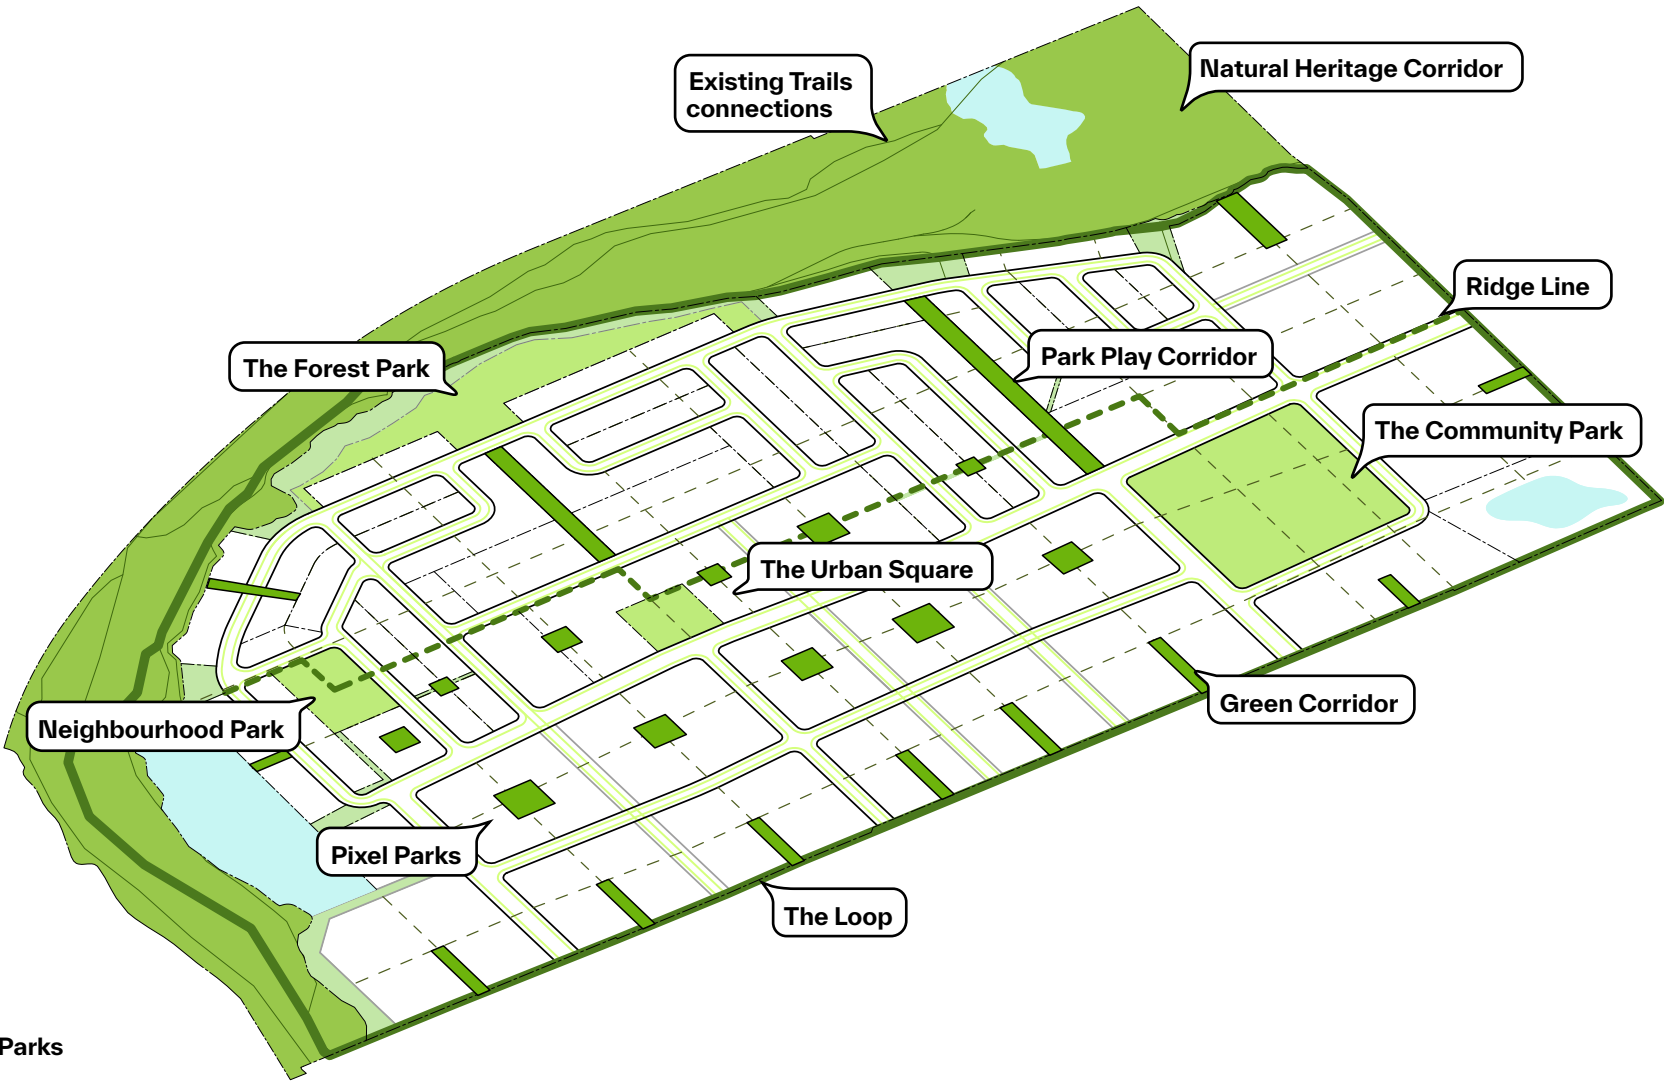 Existing Trails
connections
Natural Heritage Corridor
Ridge Line
The Forest Park
Park Play Corridor
The Community Park
The Urban Square
Neighbourhood Park
Green Corridor
Pixel Parks
The Loop
Parks